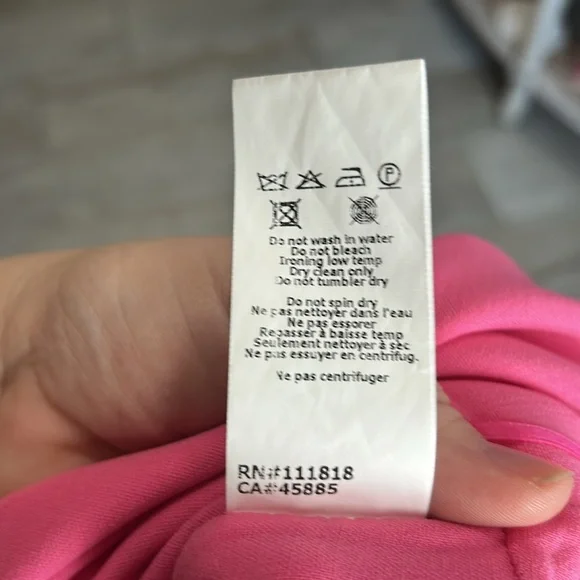 P
Do not wash in water
Do not bleach
Ironing low temp
Dry clean only
Do not tumbler dry
Do not spin dry
Ne pas nettoyer dans l'eau
Ne pas essorer
Repasser à baisse temp
Seulement nettoyer à sec
Ne pas essuyer en centrifug.
Ne pas centrifuger
RN#111818
CA#45885